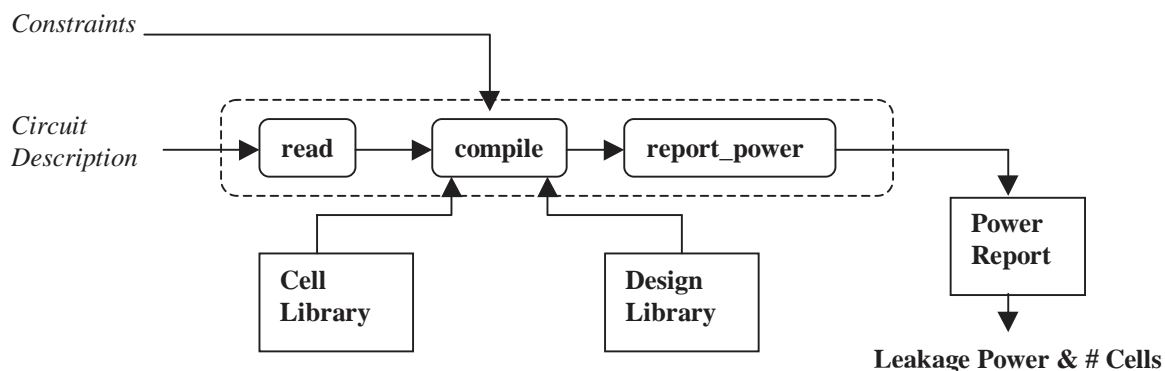 Constraints
Circuit
Description
read
compile
report_power
Cell
Library
Design
Library
Power
Report
Leakage Power & # Cells